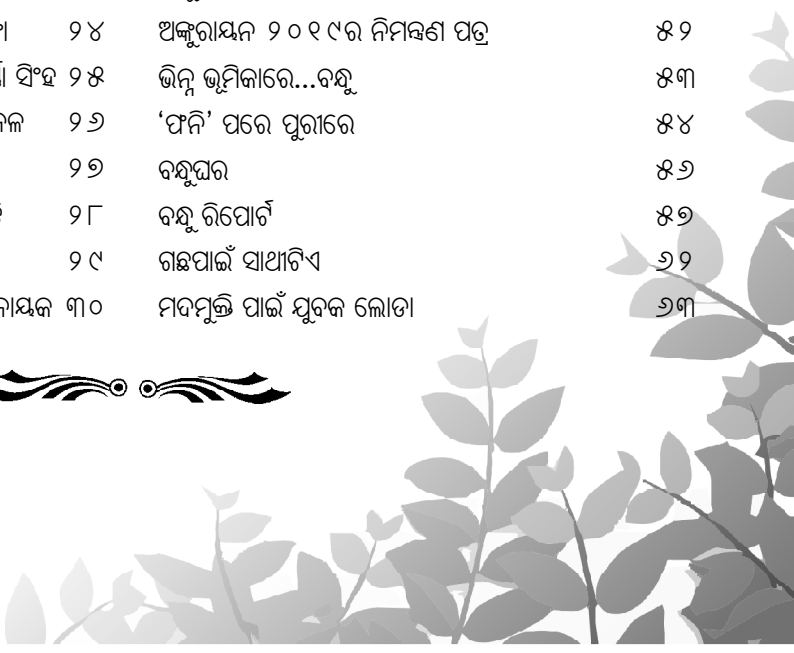 ୨୪ ଅଙ୍କୁରାୟନ ୨୦୧୯ର ନିମନ୍ତ୍ରଣ ପତ୍ର ୫୨
ସିଂହ ୨୫ ଭିନ୍ନ ଭୂମିକାରେ...ବନ୍ଧୁ ୫୩
୨୬ ‘ଫନି’ ପରେ ପୁରୀରେ ୫୪
୨୭ ବନ୍ଧୁଘର ୫୬
୨୮ ବନ୍ଧୁ ରିପୋର୍ଟ ୫୭
୨୯ ଗଛପାଇଁ ସାଥୀଟିଏ ୬୨
ନାୟକ ୩୦ ମଦମୁକ୍ତି ପାଇଁ ଯୁବକ ଲୋଡା ୬୩